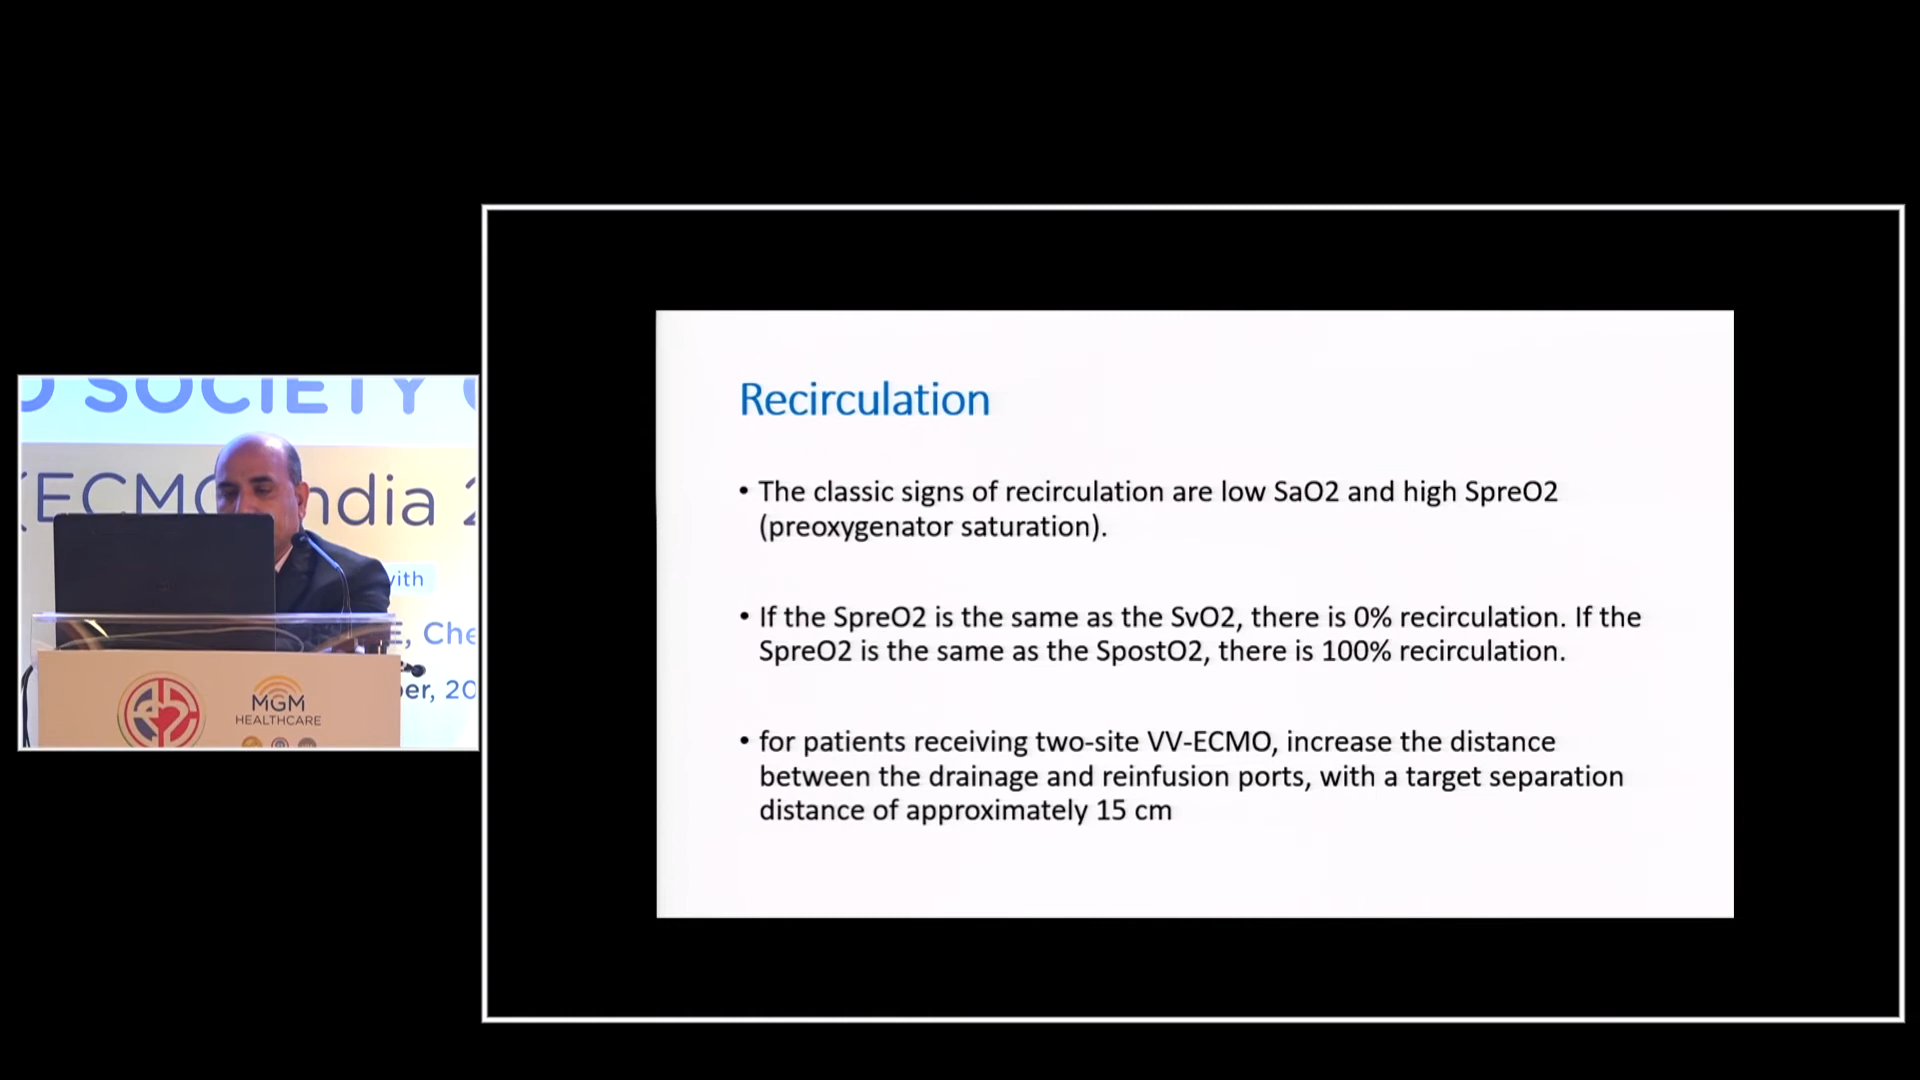 SOCIETY
ECMO India 2
with
E, Che
ber, 20
MGM
HEALTHCARE
Recirculation
• The classic signs of recirculation are low SaO2 and high SpreO2
(preoxygenator saturation).
• If the SpreO2 is the same as the SvO2, there is 0% recirculation. If the
SpreO2 is the same as the SpostO2, there is 100% recirculation.
• for patients receiving two-site VV-ECMO, increase the distance
between the drainage and reinfusion ports, with a target separation
distance of approximately 15 cm